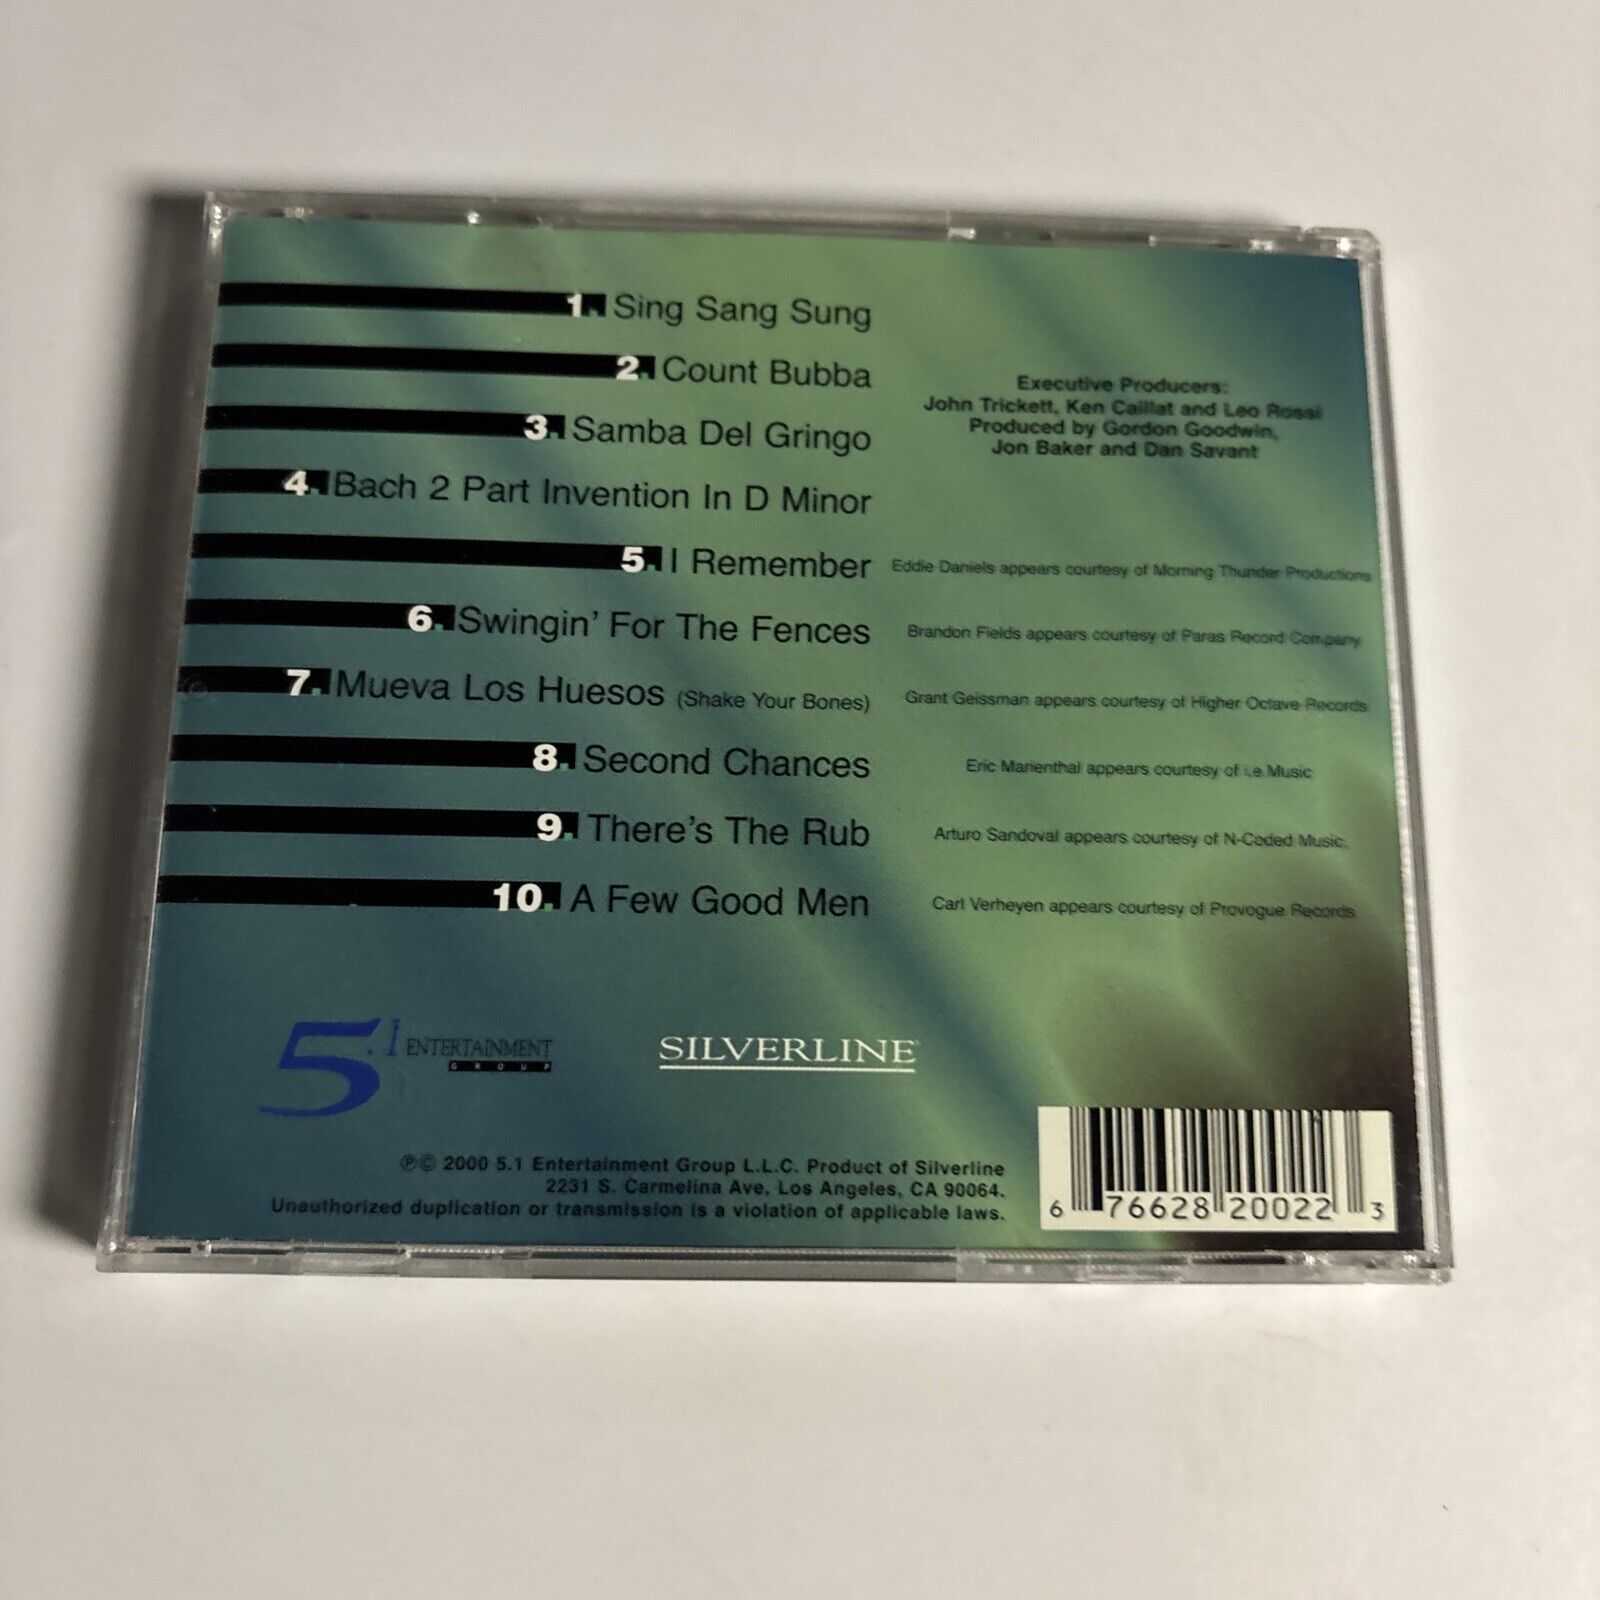 1. Sing Sang Sung
2. Count Bubba
3. Samba Del Gringo
4. Bach 2 Part Invention In D Minor
5. I Remember
6. Swingin' For The Fences
7. Mueva Los Huesos (Shake Your Bones)
8. Second Chances
9. There's The Rub
10. A Few Good Men
Executive Producers:
John Trickett, Ken Caillat and Leo Rossi
Produced by Gordon Goodwin,
Jon Baker and Dan Savant
Eddie Daniels appears courtesy of Morning Thunder Productions
Brandon Fields appears courtesy of Paras Record Company
Grant Geissman appears courtesy of Higher Octave Records
Eric Marienthal appears courtesy of i.e.Music
Arturo Sandoval appears courtesy of N-Coded Music.
Carl Verheyen appears courtesy of Provogue Records
5.1 ENTERTAINMENT
GROUP
SILVERLINE
℗© 2000 5.1 Entertainment Group L.L.C. Product of Silverline
2231 S. Carmelina Ave, Los Angeles, CA 90064.
Unauthorized duplication or transmission is a violation of applicable laws.
6 76628 20022 3